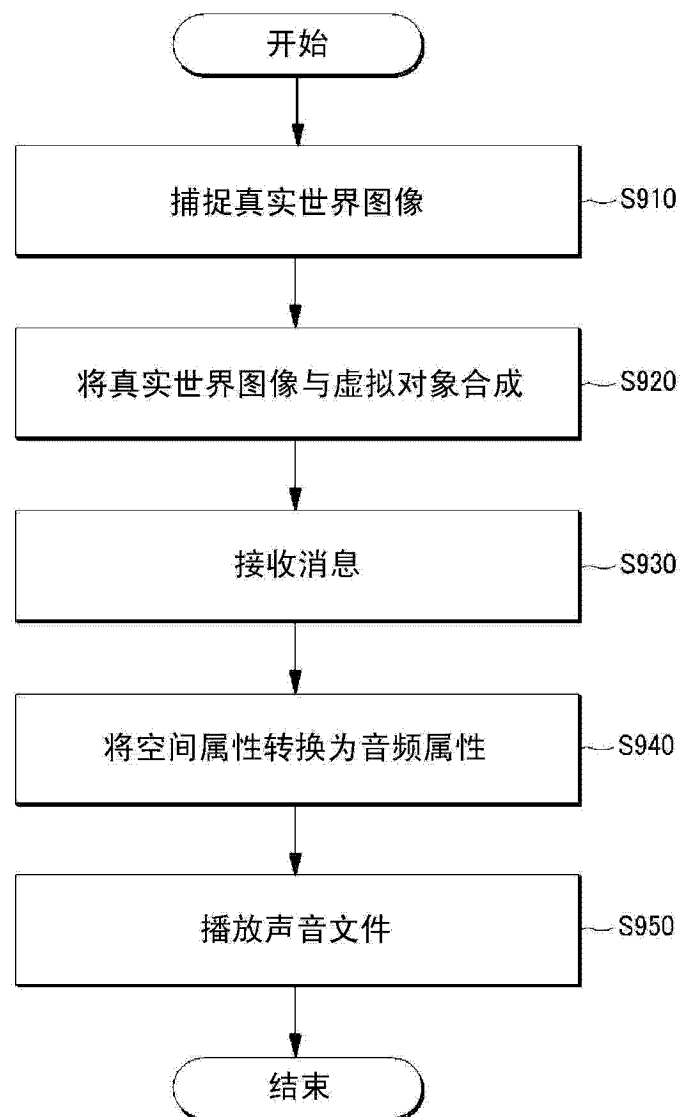 开始
捕捉真实世界图像
S910
将真实世界图像与虚拟对象合成
S920
接收消息
S930
将空间属性转换为音频属性
S940
播放声音文件
S950
结束